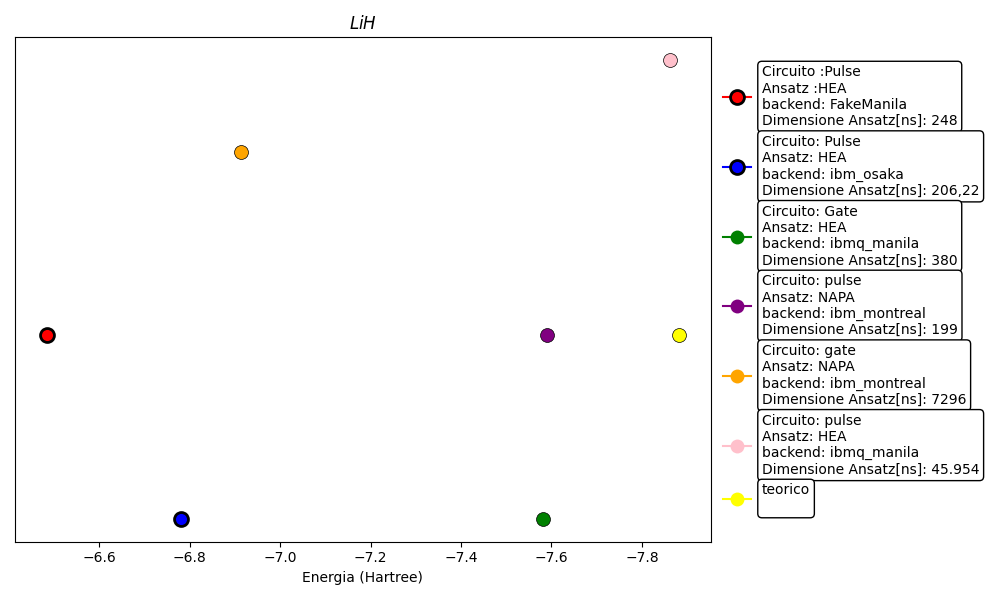 LiH
Circuito :Pulse
Ansatz :HEA
backend: FakeManila
Dimensione Ansatz[ns]: 248
Circuito: Pulse
Ansatz: HEA
backend: ibm_osaka
Dimensione Ansatz[ns]: 206,22
Circuito: Gate
Ansatz: HEA
backend: ibmq_manila
Dimensione Ansatz[ns]: 380
Circuito: pulse
Ansatz: NAPA
backend: ibm_montreal
Dimensione Ansatz[ns]: 199
Circuito: gate
Ansatz: NAPA
backend: ibm_montreal
Dimensione Ansatz[ns]: 7296
Circuito: pulse
Ansatz: HEA
backend: ibmq_manila
Dimensione Ansatz[ns]: 45.954
teorico
−6.6 −6.8 −7.0 −7.2 −7.4 −7.6 −7.8
Energia (Hartree)